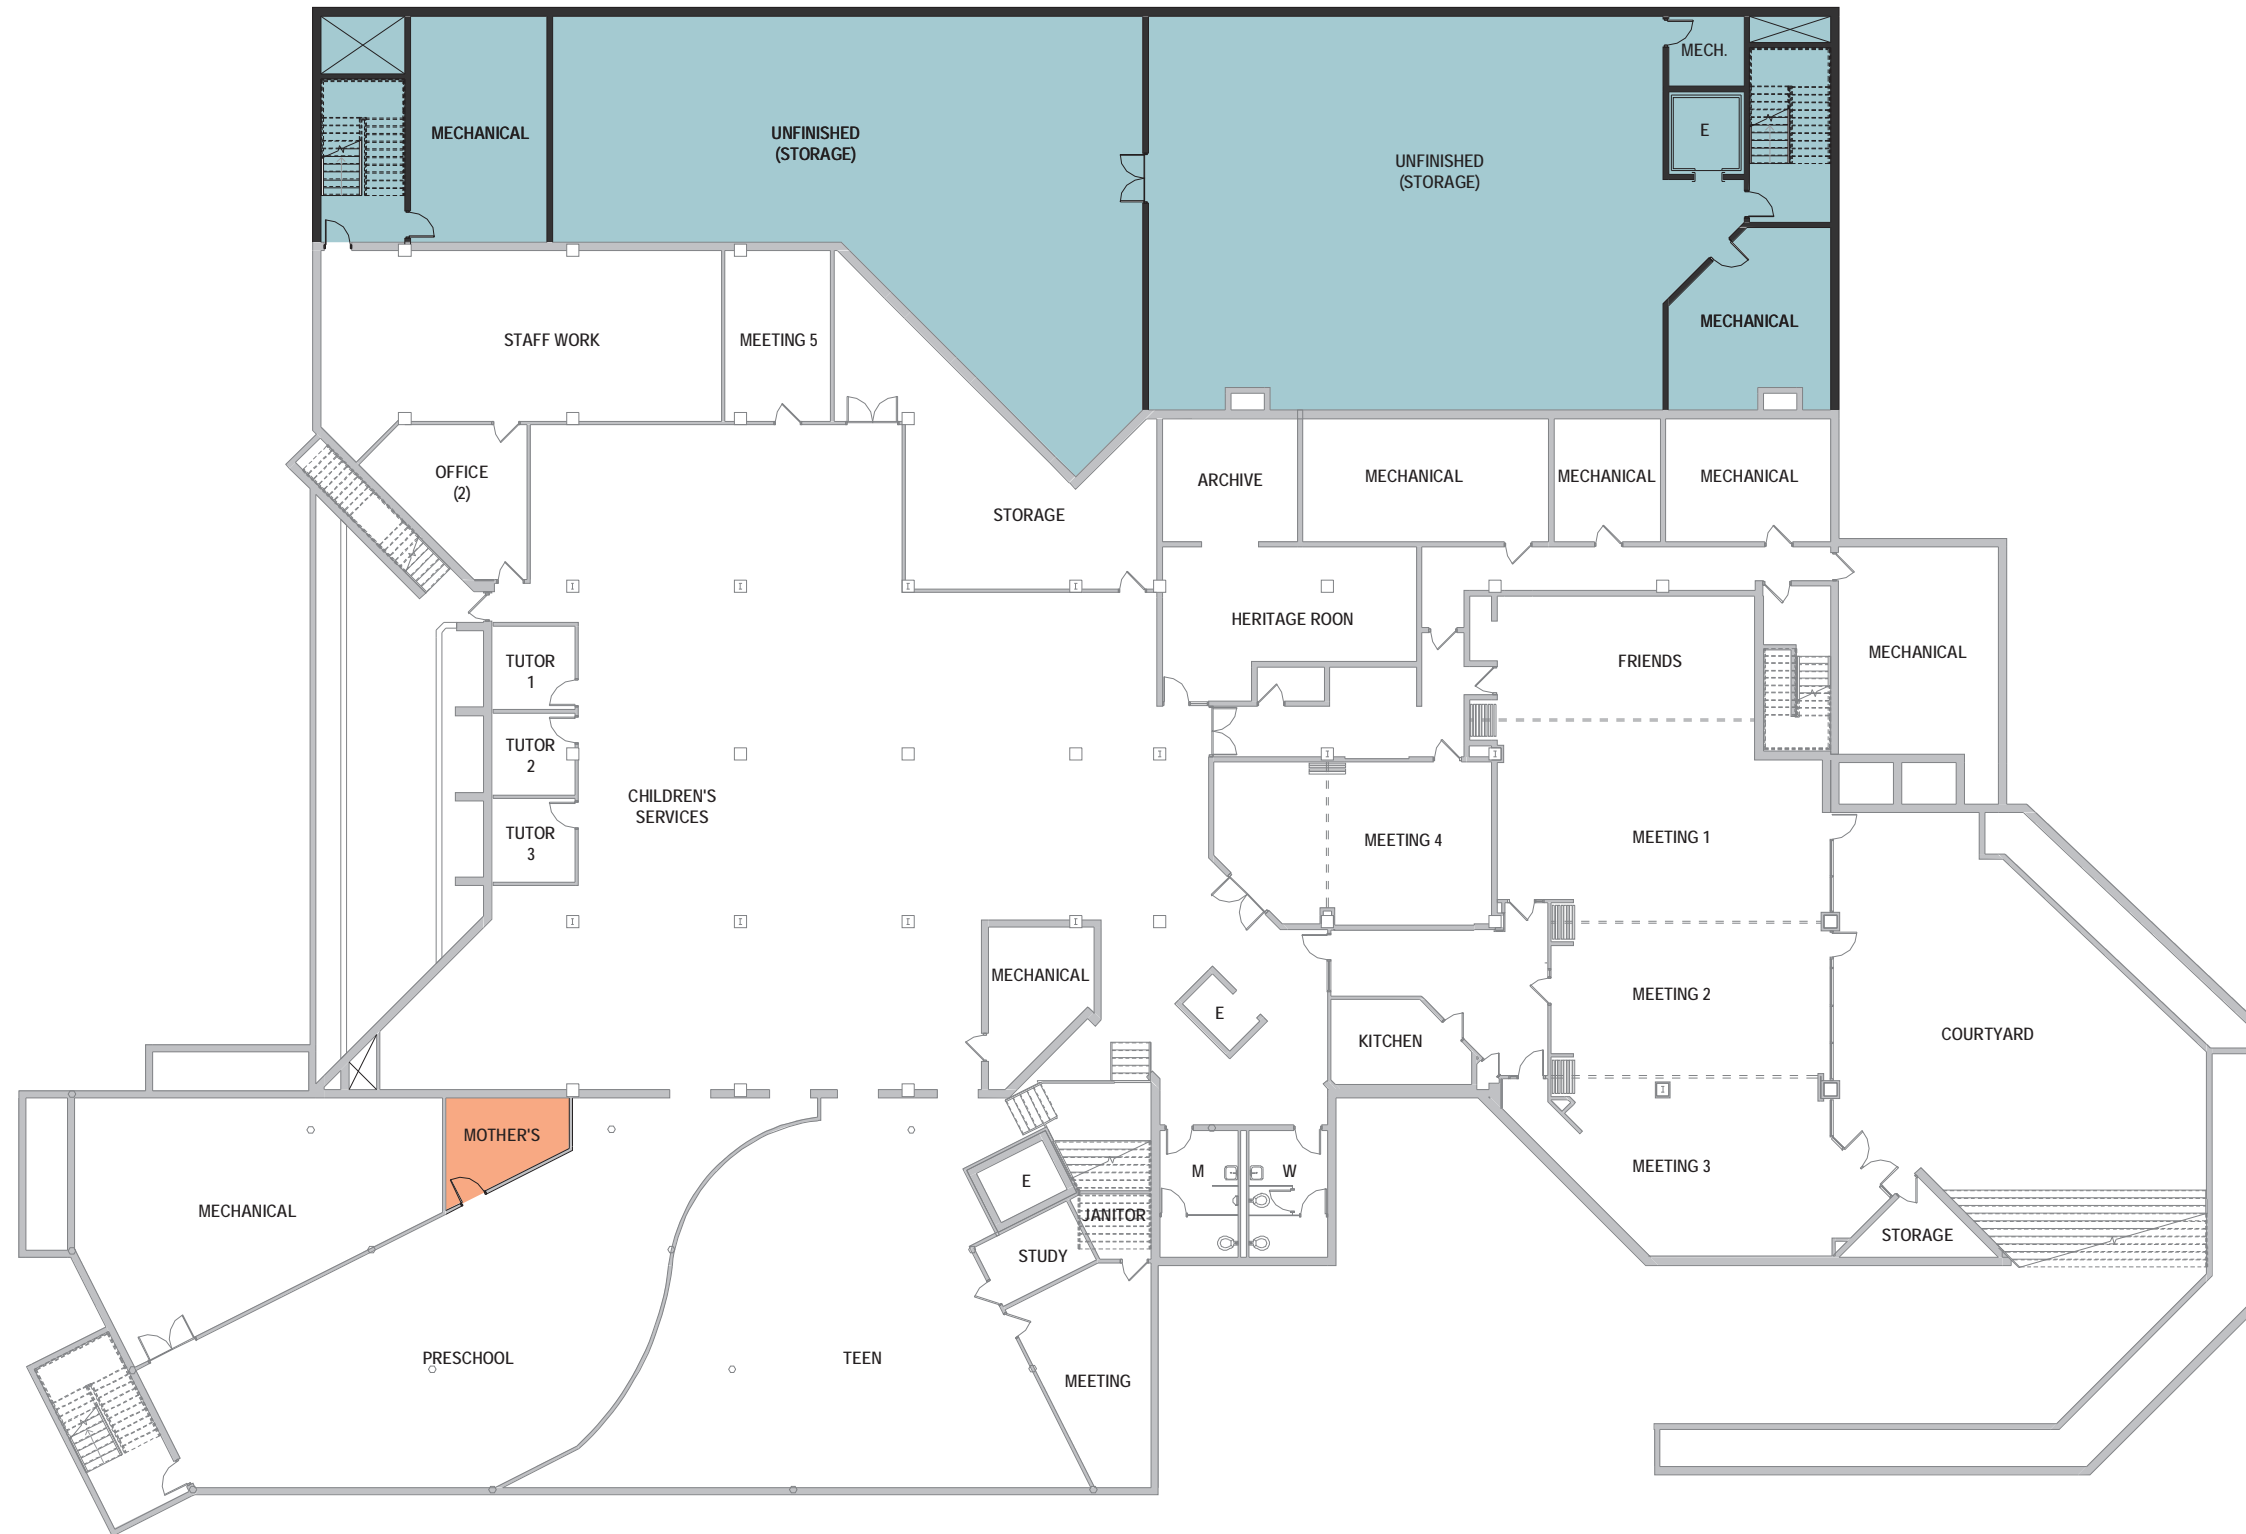 MECH.
MECHANICAL
UNFINISHED
(STORAGE)
E
UNFINISHED
(STORAGE)
MECHANICAL
STAFF WORK
MEETING 5
OFFICE
(2)
STORAGE
ARCHIVE
MECHANICAL
MECHANICAL
MECHANICAL
HERITAGE ROON
TUTOR
1
FRIENDS
MECHANICAL
TUTOR
2
CHILDREN'S
SERVICES
TUTOR
3
MEETING 4
MEETING 1
MECHANICAL
MEETING 2
E
KITCHEN
COURTYARD
MOTHER'S
MECHANICAL
E
M
W
MEETING 3
JANITOR
STUDY
STORAGE
PRESCHOOL
TEEN
MEETING